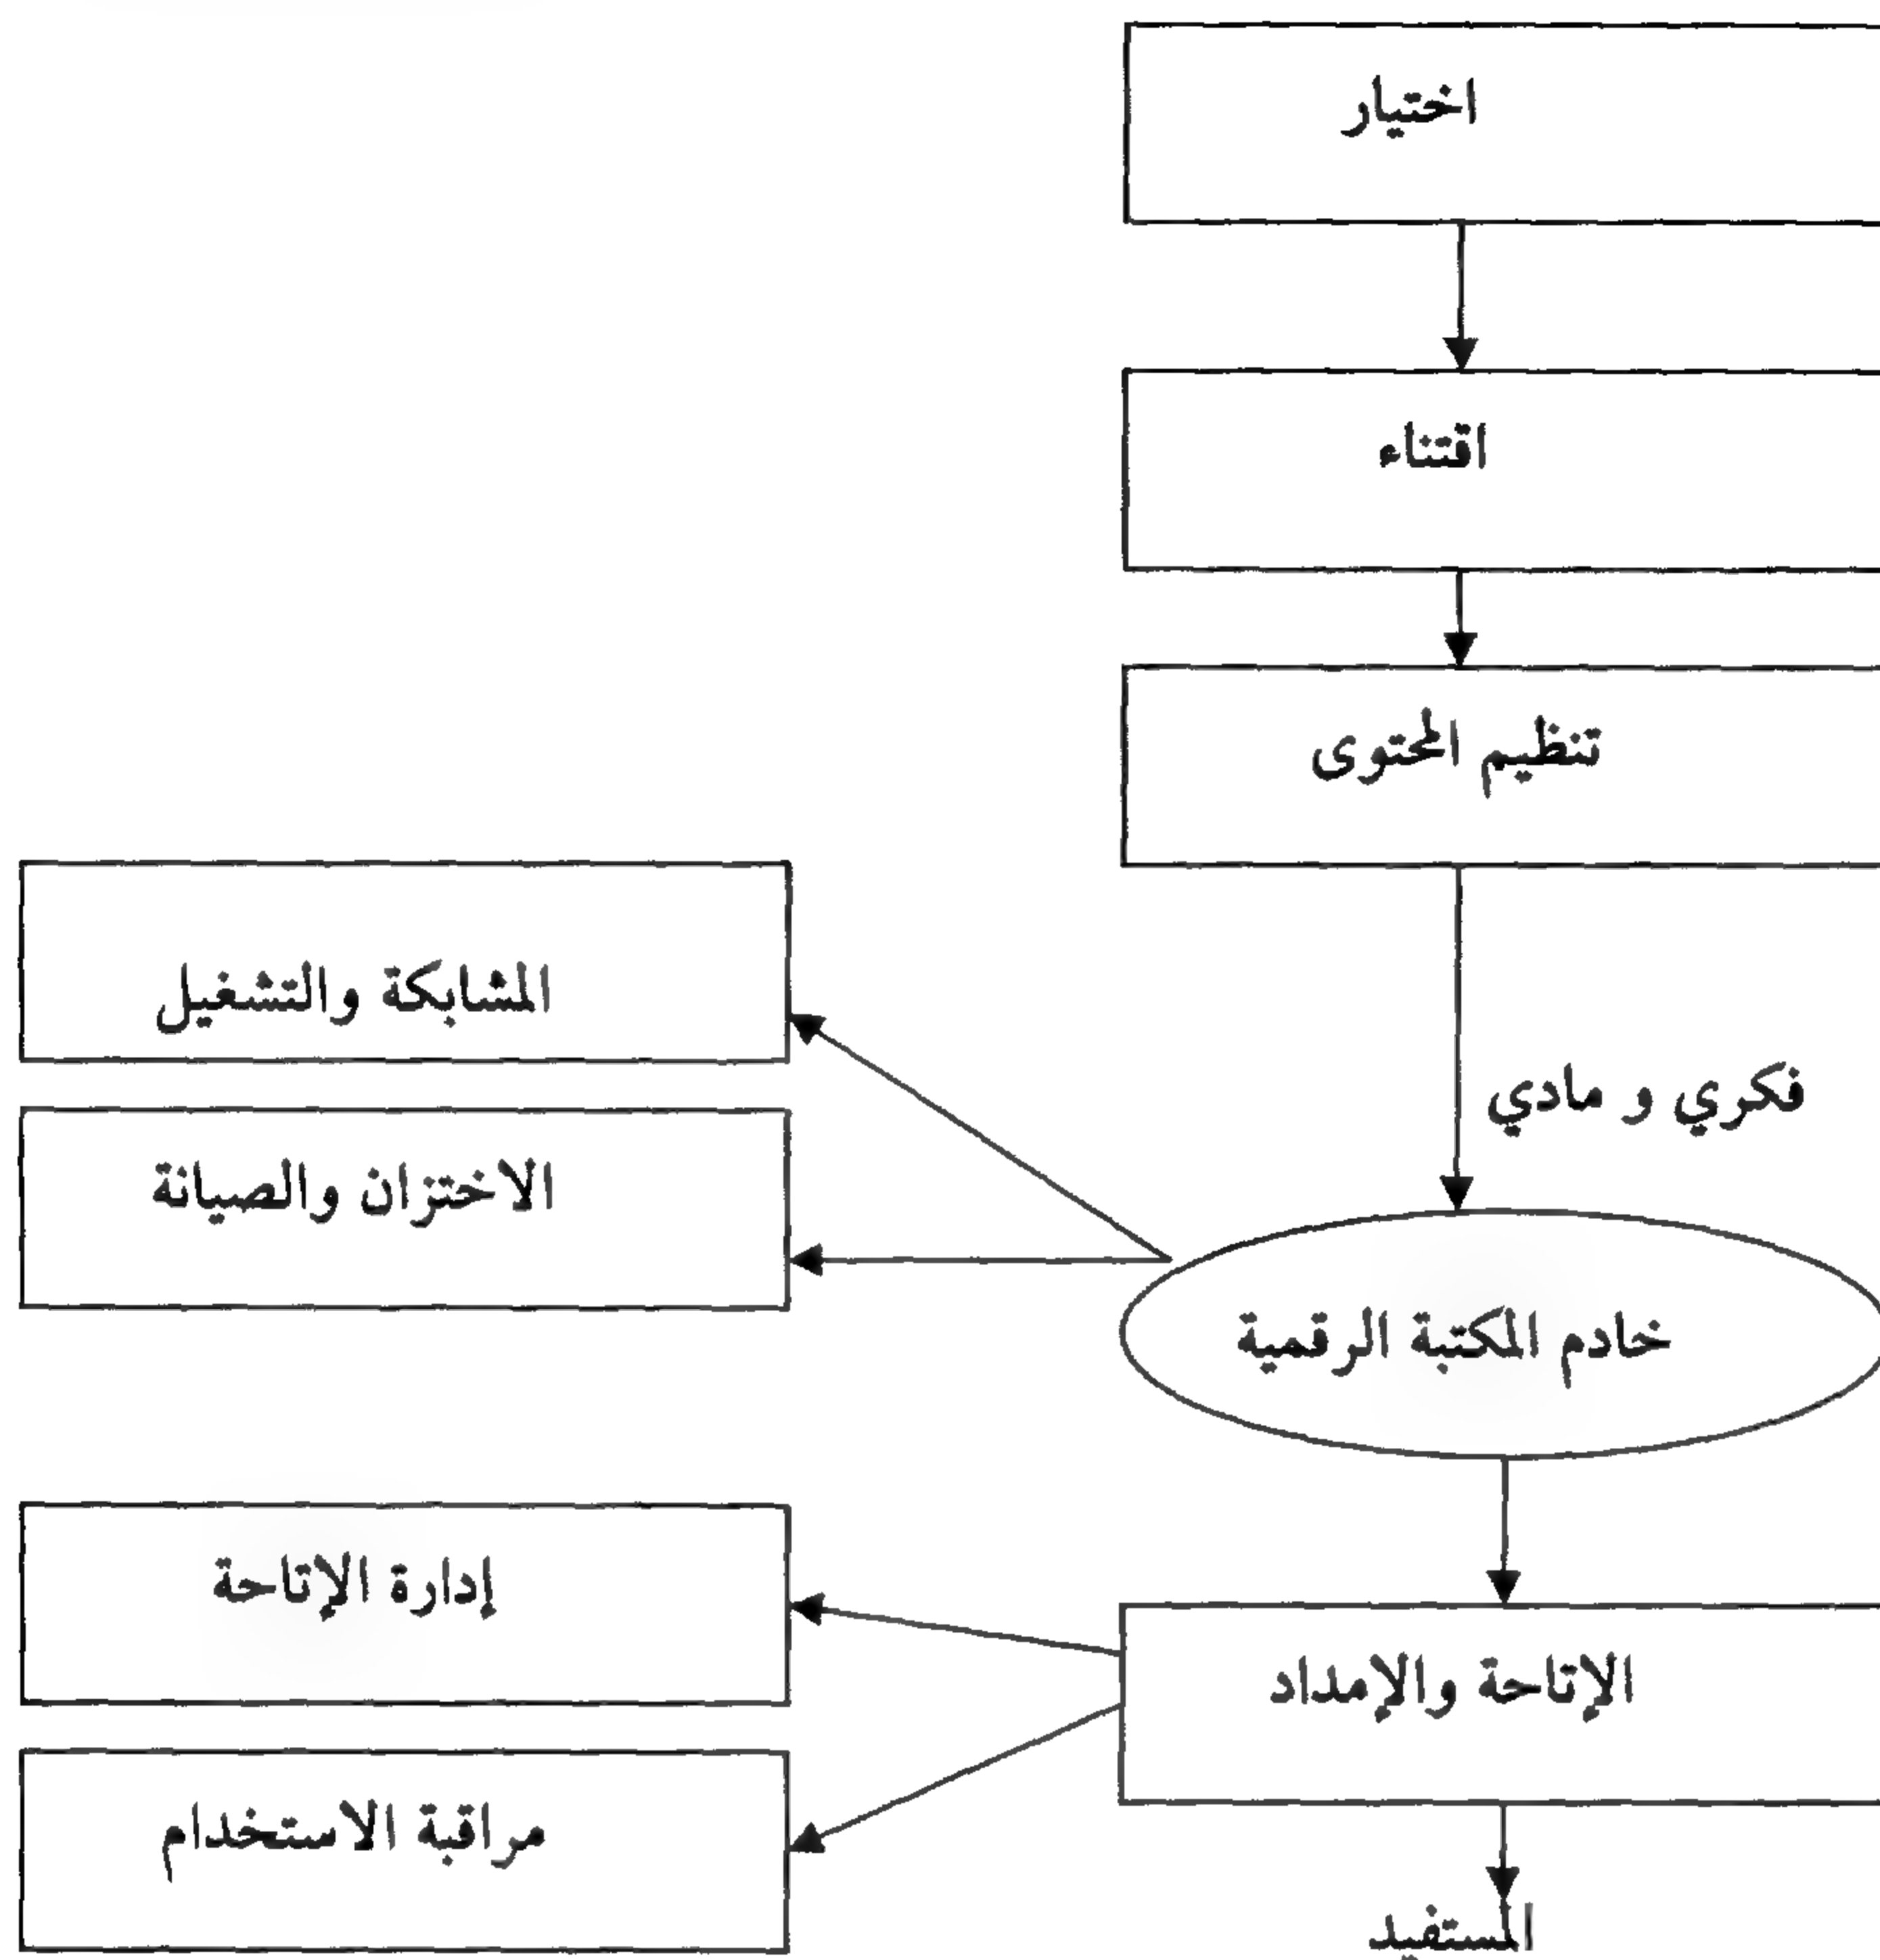 اختيار
اقتناء
تنظيم المحتوى
المشابكة والتشغيل
فكري و مادي
الاختزان والصيانة
خادم المكتبة الرقمية
إدارة الإتاحة
الإتاحة والإمداد
مراقبة الاستخدام
المستفيد